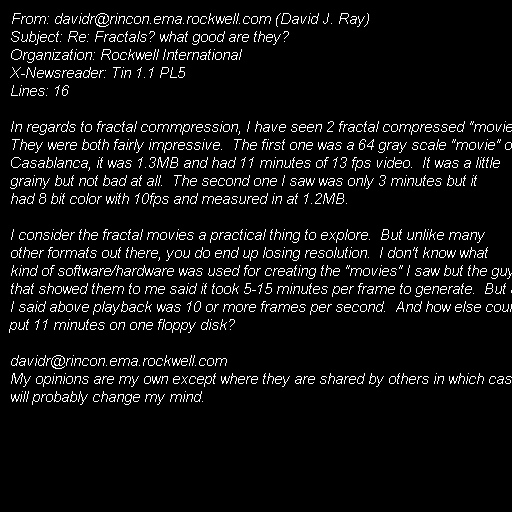 From: davidr@rincon.ema.rockwell.com (David J. Ray)
Subject: Re: Fractals? what good are they?
Organization: Rockwell International
X-Newsreader: Tin 1.1 PL5
Lines: 16

In regards to fractal commpression, I have seen 2 fractal compressed "movie
They were both fairly impressive.  The first one was a 64 gray scale "movie" o
Casablanca, it was 1.3MB and had 11 minutes of 13 fps video.  It was a little
grainy but not bad at all.  The second one I saw was only 3 minutes but it
had 8 bit color with 10fps and measured in at 1.2MB.

I consider the fractal movies a practical thing to explore.  But unlike many
other formats out there, you do end up losing resolution.  I don't know what
kind of software/hardware was used for creating the "movies" I saw but the guy
that showed them to me said it took 5-15 minutes per frame to generate.  But
I said above playback was 10 or more frames per second.  And how else cou
put 11 minutes on one floppy disk?

davidr@rincon.ema.rockwell.com
My opinions are my own except where they are shared by others in which cas
will probably change my mind.